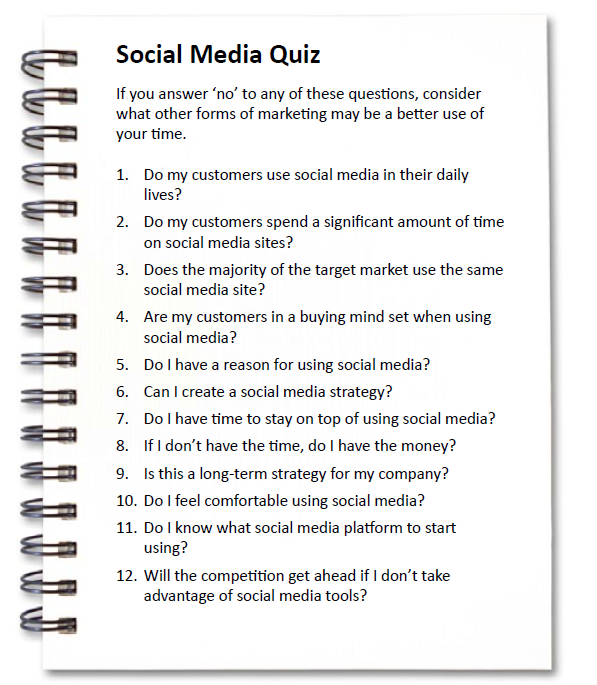 Social Media Quiz
If you answer ‘no’ to any of these questions, consider
what other forms of marketing may be a better use of
your time.
1. Do my customers use social media in their daily
lives?
2. Do my customers spend a significant amount of time
on social media sites?
3. Does the majority of the target market use the same
social media site?
4. Are my customers in a buying mind set when using
social media?
5. Do I have a reason for using social media?
6. Can I create a social media strategy?
7. Do I have time to stay on top of using social media?
8. If I don’t have the time, do I have the money?
9. Is this a long-term strategy for my company?
10. Do I feel comfortable using social media?
11. Do I know what social media platform to start
using?
12. Will the competition get ahead if I don’t take
advantage of social media tools?